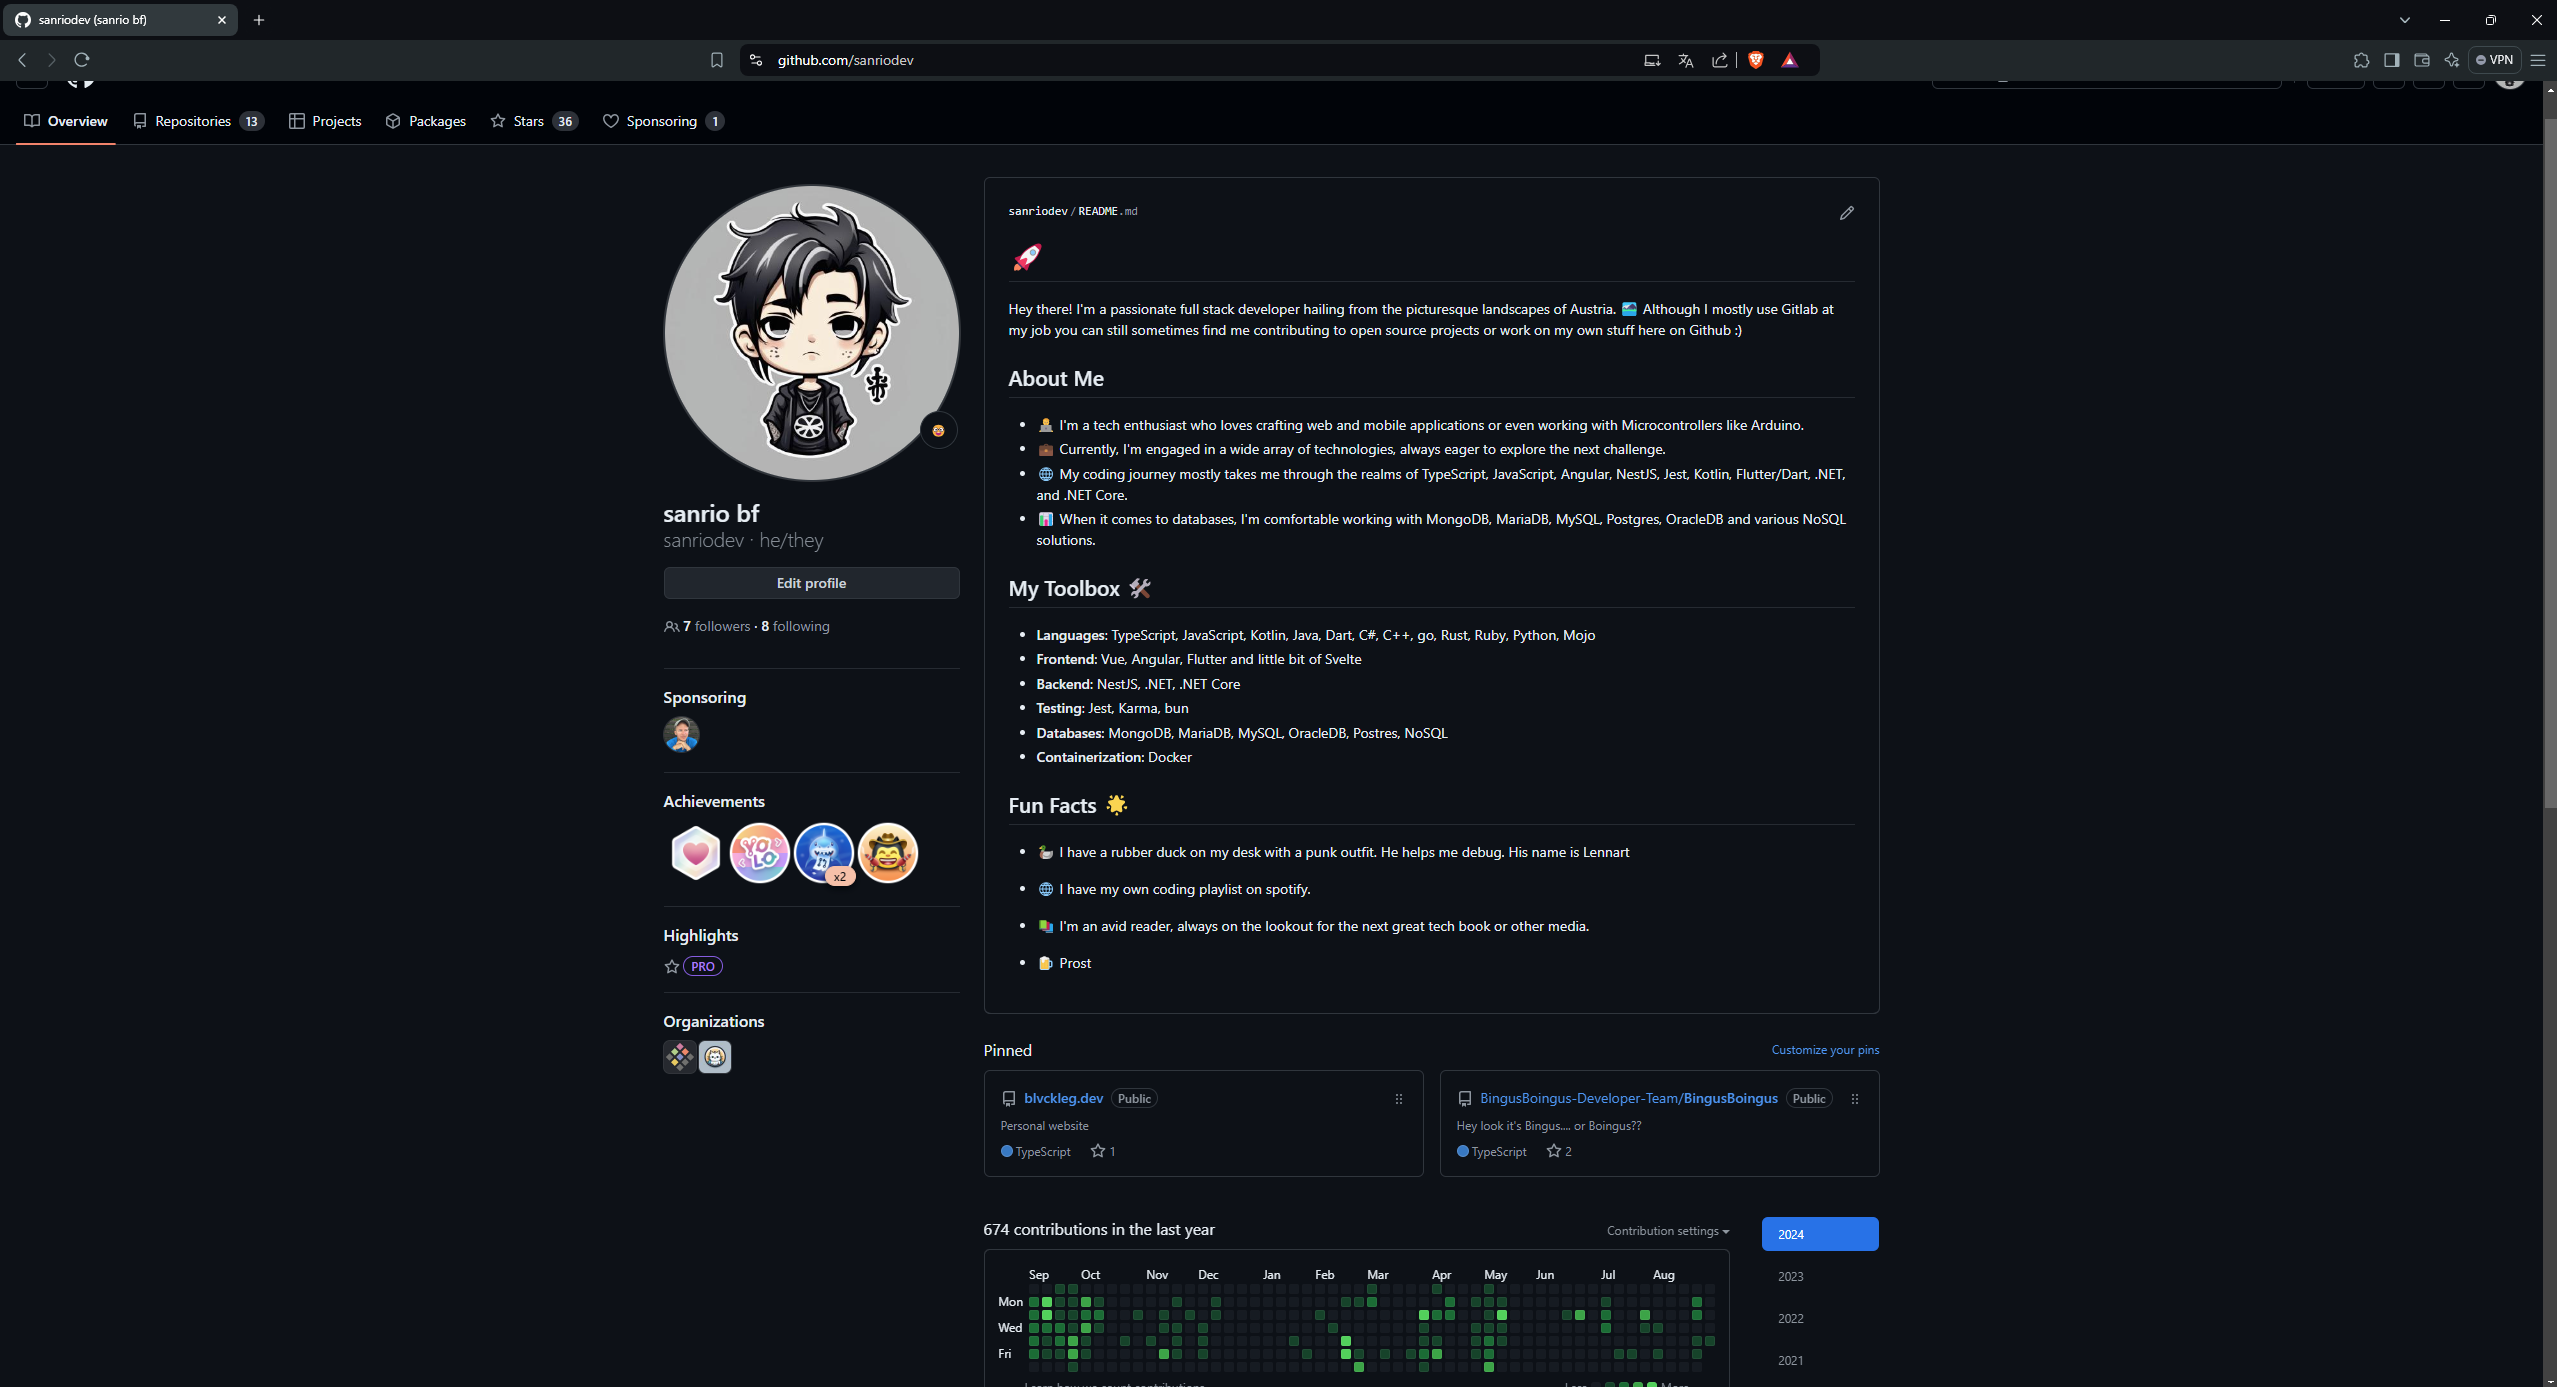 sanriodev (sanrio bf)
github.com/sanriodev
VPN
Overview
Repositories 13
Projects
Packages
Stars 36
Sponsoring 1
sanriodev/README.md
Hey there! I'm a passionate full stack developer hailing from the picturesque landscapes of Austria. 🏞️ Although I mostly use Gitlab at
my job you can still sometimes find me contributing to open source projects or work on my own stuff here on Github :)
About Me
I'm a tech enthusiast who loves crafting web and mobile applications or even working with Microcontrollers like Arduino.
Currently, I'm engaged in a wide array of technologies, always eager to explore the next challenge.
My coding journey mostly takes me through the realms of TypeScript, JavaScript, Angular, NestJS, Jest, Kotlin, Flutter/Dart, .NET,
and .NET Core.
When it comes to databases, I'm comfortable working with MongoDB, MariaDB, MySQL, Postgres, OracleDB and various NoSQL
solutions.
My Toolbox 🛠️
Languages: TypeScript, JavaScript, Kotlin, Java, Dart, C#, C++, go, Rust, Ruby, Python, Mojo
Frontend: Vue, Angular, Flutter and little bit of Svelte
Backend: NestJS, .NET, .NET Core
Testing: Jest, Karma, bun
Databases: MongoDB, MariaDB, MySQL, OracleDB, Postres, NoSQL
Containerization: Docker
Fun Facts 🌟
I have a rubber duck on my desk with a punk outfit. He helps me debug. His name is Lennart
I have my own coding playlist on spotify.
I'm an avid reader, always on the lookout for the next great tech book or other media.
Prost
sanrio bf
sanriodev · he/they
Edit profile
7 followers · 8 following
Sponsoring
Achievements
YOLO
x2
Highlights
PRO
Organizations
Pinned
Customize your pins
blvckleg.dev Public
Personal website
TypeScript 1
BingusBoingus-Developer-Team/BingusBoingus Public
Hey look it's Bingus.... or Boingus??
TypeScript 2
674 contributions in the last year
Contribution settings
2024
2023
2022
2021
Sep Oct Nov Dec Jan Feb Mar Apr May Jun Jul Aug
Mon
Wed
Fri